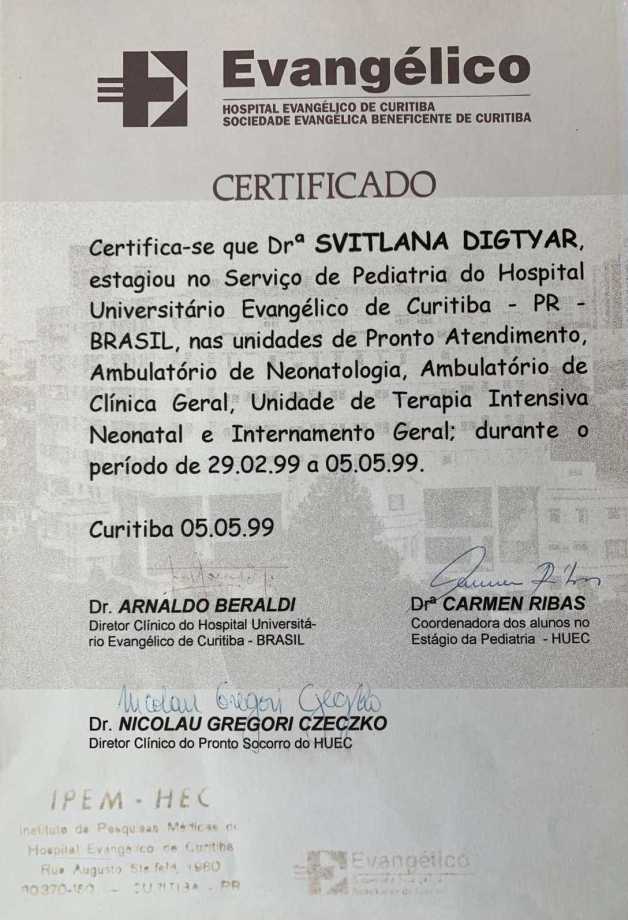 Evangélico
HOSPITAL EVANGÉLICO DE CURITIBA
SOCIEDADE EVANGÉLICA BENEFICENTE DE CURITIBA
CERTIFICADO
Certifica-se que Drª SVITLANA DIGTYAR,
estagiou no Serviço de Pediatria do Hospital
Universitário Evangélico de Curitiba - PR -
BRASIL, nas unidades de Pronto Atendimento,
Ambulatório de Neonatologia, Ambulatório de
Clínica Geral, Unidade de Terapia Intensiva
Neonatal e Internamento Geral; durante o
período de 29.02.99 a 05.05.99.
Curitiba 05.05.99
Carmen Ribas
Dr. ARNALDO BERALDI
Diretor Clínico do Hospital Universitá-
rio Evangélico de Curitiba - BRASIL
Drª CARMEN RIBAS
Coordenadora dos alunos no
Estágio da Pediatria - HUEC
Nicolau Gregori Czeczko
Dr. NICOLAU GREGORI CZECZKO
Diretor Clínico do Pronto Socorro do HUEC
IPEM - HEC
Instituto de Pesquisas Médicas do
Hospital Evangélico de Curitiba
Rua Augusto Stellfeld, 1980
CURITIBA - PR
Evangélico